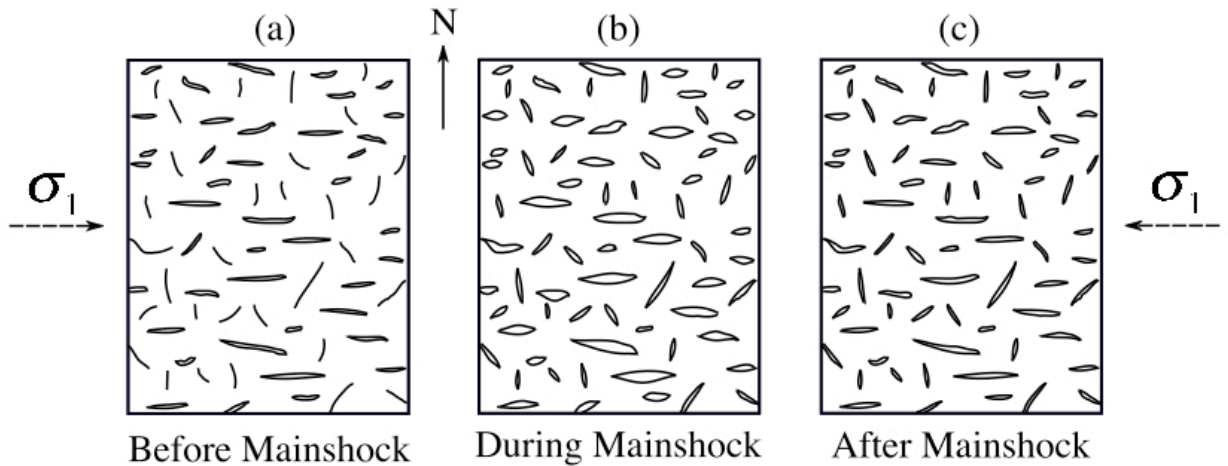 (a)
N
(b)
(c)
σ₁
σ₁
Before Mainshock
During Mainshock
After Mainshock